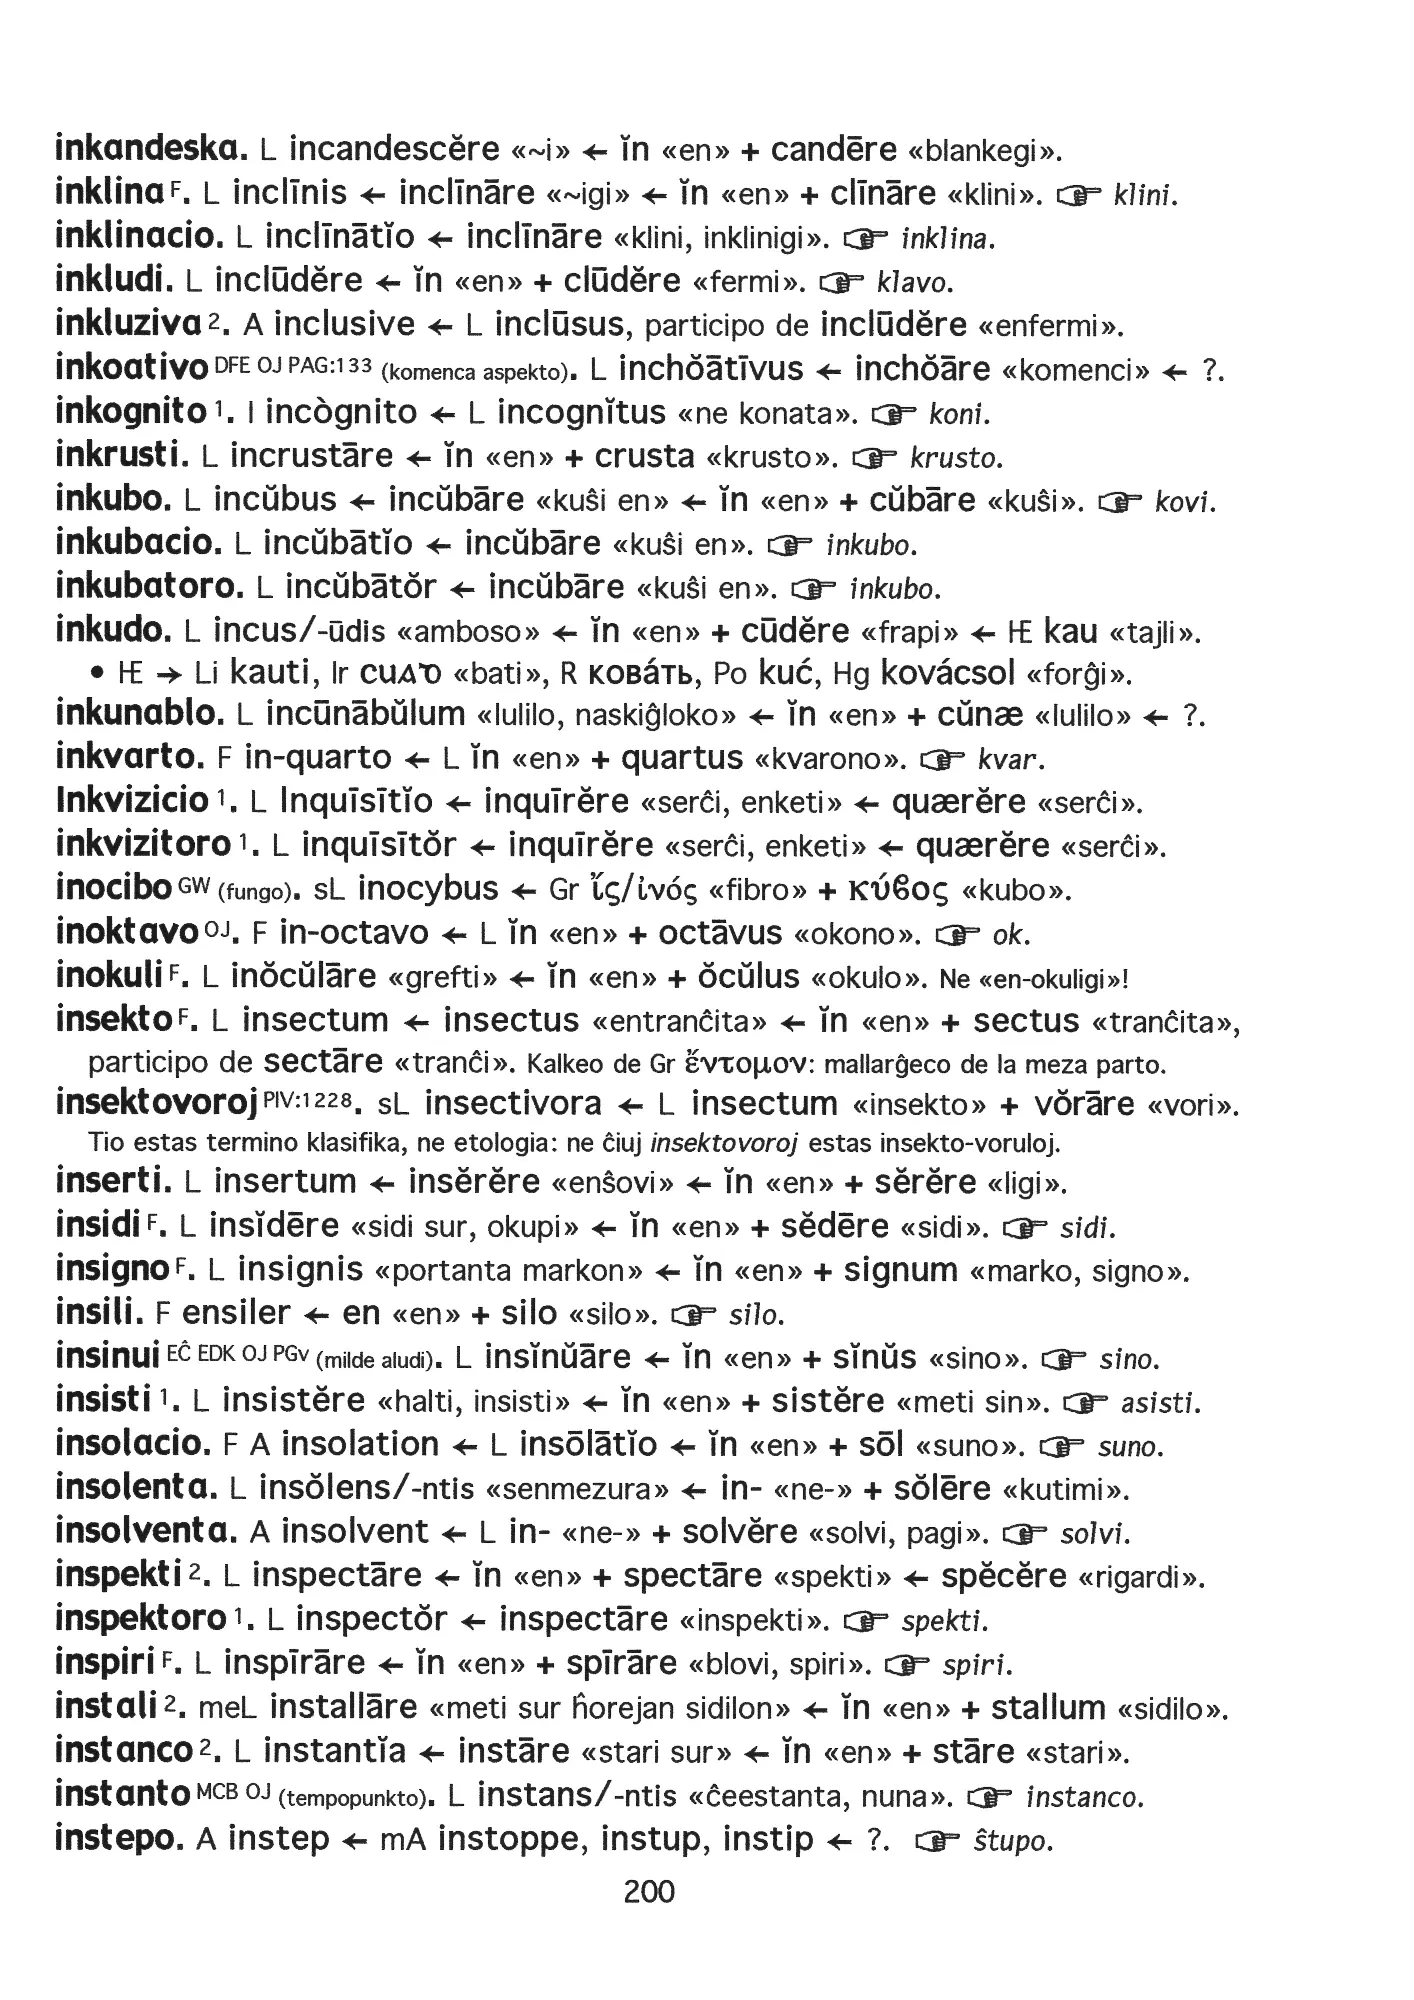 inkandeska. L incandescĕre «~i» ← ĭn «en» + candēre «blankegi».
inklina F. L inclīnis ← inclīnāre «~igi» ← ĭn «en» + clīnāre «klini». ☞ klini.
inklinacio. L inclīnātĭo ← inclīnāre «klini, inklinigi». ☞ inklina.
inkludi. L inclūdĕre ← ĭn «en» + clūdĕre «fermi». ☞ klavo.
inkluziva 2. A inclusive ← L inclūsus, participo de inclūdĕre «enfermi».
inkoativo DFE OJ PAG:133 (komenca aspekto). L inchŏātīvus ← inchŏāre «komenci» ← ?.
inkognito 1. I incògnito ← L incognĭtus «ne konata». ☞ koni.
inkrusti. L incrustāre ← ĭn «en» + crusta «krusto». ☞ krusto.
inkubo. L incŭbus ← incŭbāre «kuŝi en» ← ĭn «en» + cŭbāre «kuŝi». ☞ kovi.
inkubacio. L incŭbātĭo ← incŭbāre «kuŝi en». ☞ inkubo.
inkubatoro. L incŭbātŏr ← incŭbāre «kuŝi en». ☞ inkubo.
inkudo. L incus/-ūdis «amboso» ← ĭn «en» + cūdĕre «frapi» ← HE kau «tajli».
• HE → Li kauti, Ir «bati», R ковáть, Po kuć, Hg kovácsol «forĝi».
inkunablo. L incūnābŭlum «lulilo, naskiĝloko» ← ĭn «en» + cŭnæ «lulilo» ← ?.
inkvarto. F in-quarto ← L ĭn «en» + quartus «kvarono». ☞ kvar.
Inkvizicio 1. L Inquīsītĭo ← inquīrĕre «serĉi, enketi» ← quærĕre «serĉi».
inkvizitoro 1. L inquīsītŏr ← inquīrĕre «serĉi, enketi» ← quærĕre «serĉi».
inocibo GW (fungo). sL inocybus ← Gr ἴς/ἰνός «fibro» + κύϐος «kubo».
inoktavo OJ. F in-octavo ← L ĭn «en» + octāvus «okono». ☞ ok.
inokuli F. L inŏcŭlāre «grefti» ← ĭn «en» + ŏcŭlus «okulo». Ne «en-okuligi»!
insekto F. L insectum ← insectus «entranĉita» ← ĭn «en» + sectus «tranĉita»,
participo de sectāre «tranĉi». Kalkeo de Gr ἔντομον: mallarĝeco de la meza parto.
insektovoroj PIV:1228. sL insectivora ← L insectum «insekto» + vŏrāre «vori».
Tio estas termino klasifika, ne etologia: ne ĉiuj insektovoroj estas insekto-voruloj.
inserti. L insertum ← insĕrĕre «enŝovi» ← ĭn «en» + sĕrĕre «ligi».
insidi F. L insĭdēre «sidi sur, okupi» ← ĭn «en» + sĕdēre «sidi». ☞ sidi.
insigno F. L insignis «portanta markon» ← ĭn «en» + signum «marko, signo».
insili. F ensiler ← en «en» + silo «silo». ☞ silo.
insinui EĈ EDK OJ PGv (milde aludi). L insĭnŭāre ← ĭn «en» + sĭnŭs «sino». ☞ sino.
insisti 1. L insistĕre «halti, insisti» ← ĭn «en» + sistĕre «meti sin». ☞ asisti.
insolacio. F A insolation ← L insōlātĭo ← ĭn «en» + sōl «suno». ☞ suno.
insolenta. L insŏlens/-ntis «senmezura» ← in- «ne-» + sŏlēre «kutimi».
insolventa. A insolvent ← L in- «ne-» + solvĕre «solvi, pagi». ☞ solvi.
inspekti 2. L inspectāre ← ĭn «en» + spectāre «spekti» ← spĕcĕre «rigardi».
inspektoro 1. L inspectŏr ← inspectāre «inspekti». ☞ spekti.
inspiri F. L inspīrāre ← ĭn «en» + spīrāre «blovi, spiri». ☞ spiri.
instali 2. meL installāre «meti sur ĥorejan sidilon» ← ĭn «en» + stallum «sidilo».
instanco 2. L instantĭa ← instāre «stari sur» ← ĭn «en» + stāre «stari».
instanto MCB OJ (tempopunkto). L instans/-ntis «ĉeestanta, nuna». ☞ instanco.
instepo. A instep ← mA instoppe, instup, instip ← ?. ☞ ŝtupo.
200